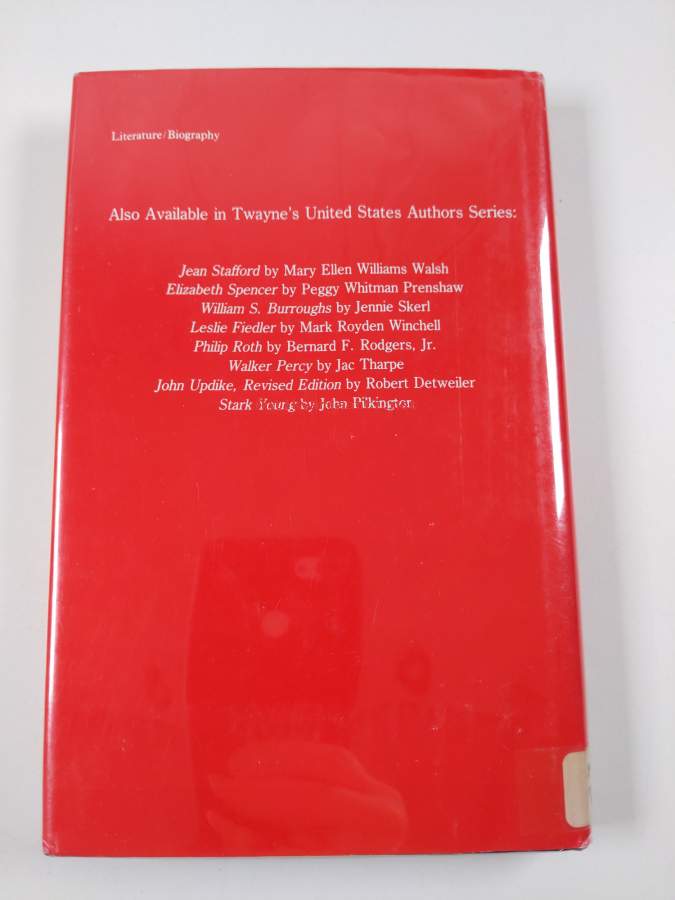 Literature/Biography
Also Available in Twayne's United States Authors Series:
Jean Stafford by Mary Ellen Williams Walsh
Elizabeth Spencer by Peggy Whitman Prenshaw
William S. Burroughs by Jennie Skerl
Leslie Fiedler by Mark Royden Winchell
Philip Roth by Bernard F. Rodgers, Jr.
Walker Percy by Jac Tharpe
John Updike, Revised Edition by Robert Detweiler
Stark Young by John Pilkington